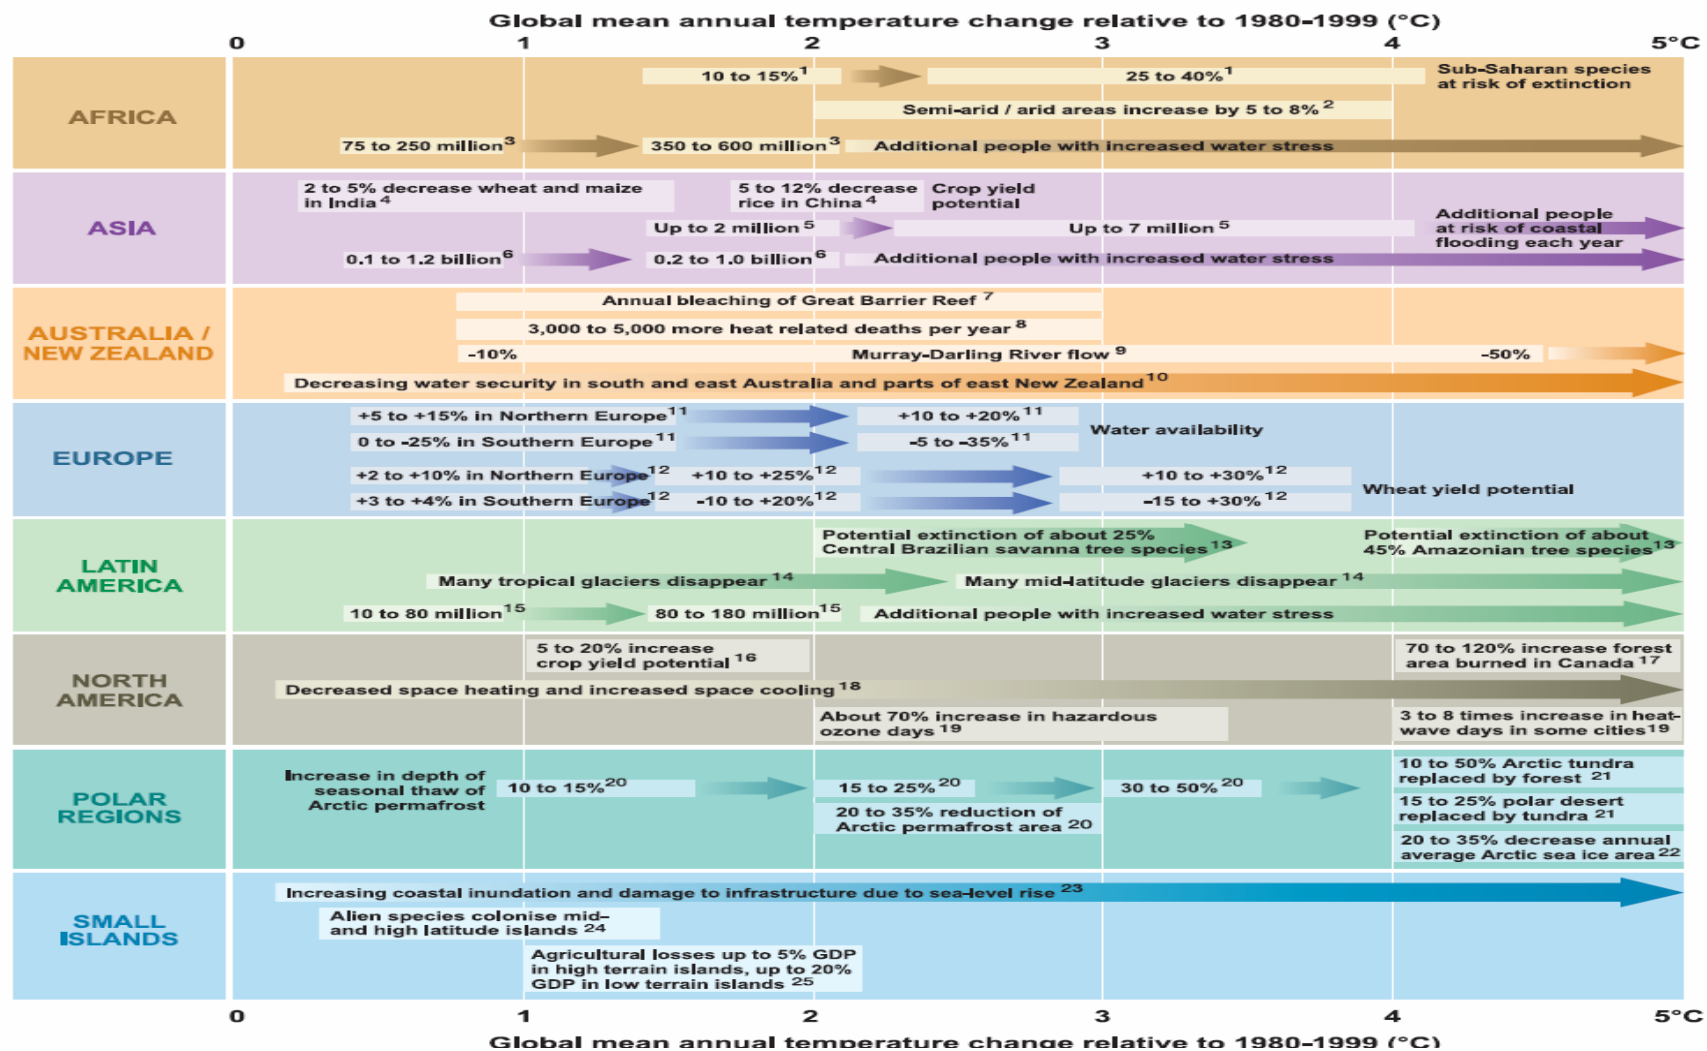 Global mean annual temperature change relative to 1980-1999 (°C)
0 1 2 3 4 5°C
AFRICA
10 to 15%1
25 to 40%1
Sub-Saharan species
at risk of extinction
Semi-arid / arid areas increase by 5 to 8% 2
75 to 250 million3
350 to 600 million3
Additional people with increased water stress
ASIA
2 to 5% decrease wheat and maize
in India 4
5 to 12% decrease
rice in China 4
Crop yield
potential
Up to 2 million 5
Up to 7 million 5
Additional people
at risk of coastal
flooding each year
0.1 to 1.2 billion6
0.2 to 1.0 billion6
Additional people with increased water stress
AUSTRALIA /
NEW ZEALAND
Annual bleaching of Great Barrier Reef 7
3,000 to 5,000 more heat related deaths per year 8
-10%
Murray-Darling River flow 9
-50%
Decreasing water security in south and east Australia and parts of east New Zealand10
EUROPE
+5 to +15% in Northern Europe11
+10 to +20%11
0 to -25% in Southern Europe11
-5 to -35%11
Water availability
+2 to +10% in Northern Europe12
+10 to +25%12
+10 to +30%12
+3 to +4% in Southern Europe12
-10 to +20%12
-15 to +30%12
Wheat yield potential
LATIN
AMERICA
Potential extinction of about 25%
Central Brazilian savanna tree species13
Potential extinction of about
45% Amazonian tree species13
Many tropical glaciers disappear 14
Many mid-latitude glaciers disappear 14
10 to 80 million15
80 to 180 million15
Additional people with increased water stress
NORTH
AMERICA
5 to 20% increase
crop yield potential 16
70 to 120% increase forest
area burned in Canada 17
Decreased space heating and increased space cooling18
About 70% increase in hazardous
ozone days 19
3 to 8 times increase in heat-
wave days in some cities19
POLAR
REGIONS
Increase in depth of
seasonal thaw of
Arctic permafrost
10 to 15%20
15 to 25%20
30 to 50% 20
20 to 35% reduction of
Arctic permafrost area 20
10 to 50% Arctic tundra
replaced by forest 21
15 to 25% polar desert
replaced by tundra 21
20 to 35% decrease annual
average Arctic sea ice area22
SMALL
ISLANDS
Increasing coastal inundation and damage to infrastructure due to sea-level rise 23
Alien species colonise mid-
and high latitude islands 24
Agricultural losses up to 5% GDP
in high terrain islands, up to 20%
GDP in low terrain islands 25
0 1 2 3 4 5°C
Global mean annual temperature change relative to 1980-1999 (°C)